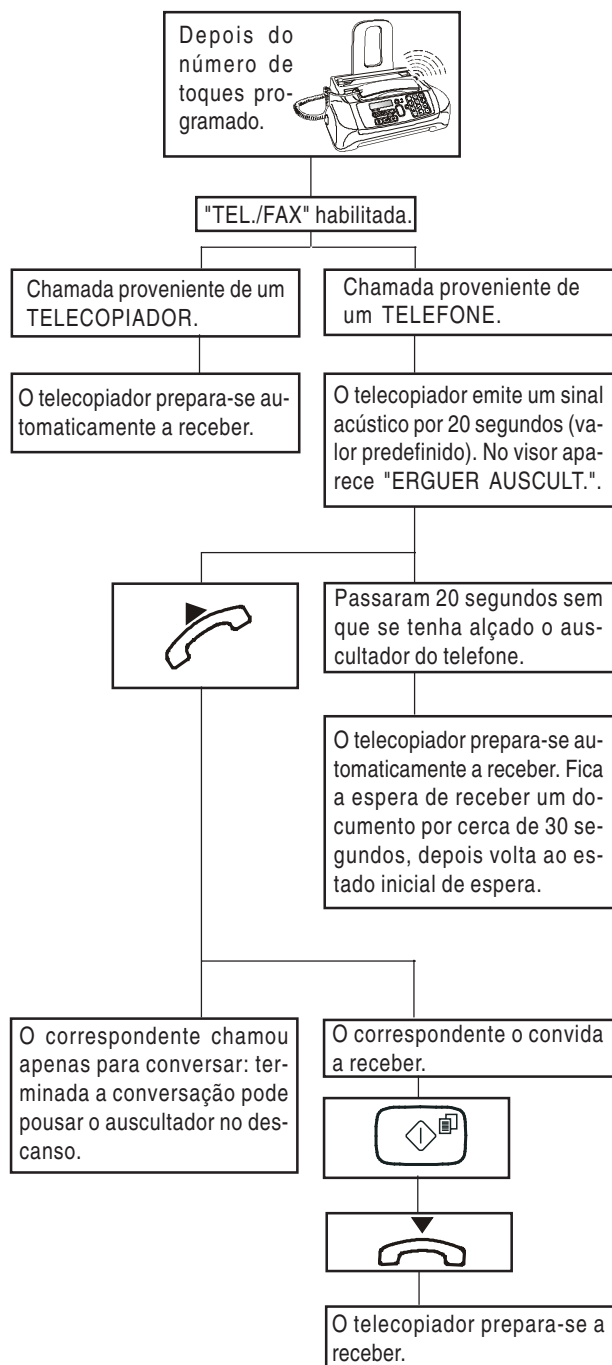 Depois do
número de
toques pro-
gramado.
"TEL./FAX" habilitada.
Chamada proveniente de um
TELECOPIADOR.
Chamada proveniente de
um TELEFONE.
O telecopiador prepara-se au-
tomaticamente a receber.
O telecopiador emite um sinal
acústico por 20 segundos (va-
lor predefinido). No visor apa-
rece "ERGUER AUSCULT.".
Passaram 20 segundos sem
que se tenha alçado o aus-
cultador do telefone.
O telecopiador prepara-se au-
tomaticamente a receber. Fica
a espera de receber um do-
cumento por cerca de 30 se-
gundos, depois volta ao es-
tado inicial de espera.
O correspondente chamou
apenas para conversar: ter-
minada a conversação pode
pousar o auscultador no des-
canso.
O correspondente o convida
a receber.
O telecopiador prepara-se a
receber.